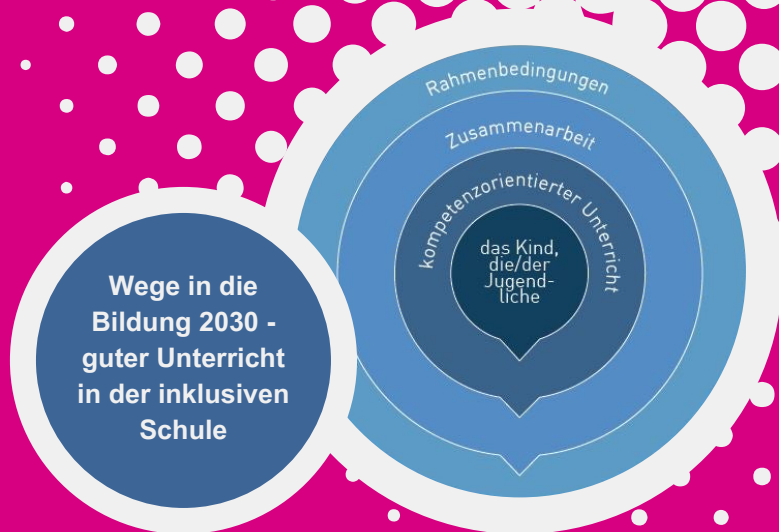 Rahmenbedingungen
Zusammenarbeit
kompetenzorientierter Unterricht
das Kind,
die/der
Jugend-
liche
Wege in die
Bildung 2030 -
guter Unterricht
in der inklusiven
Schule